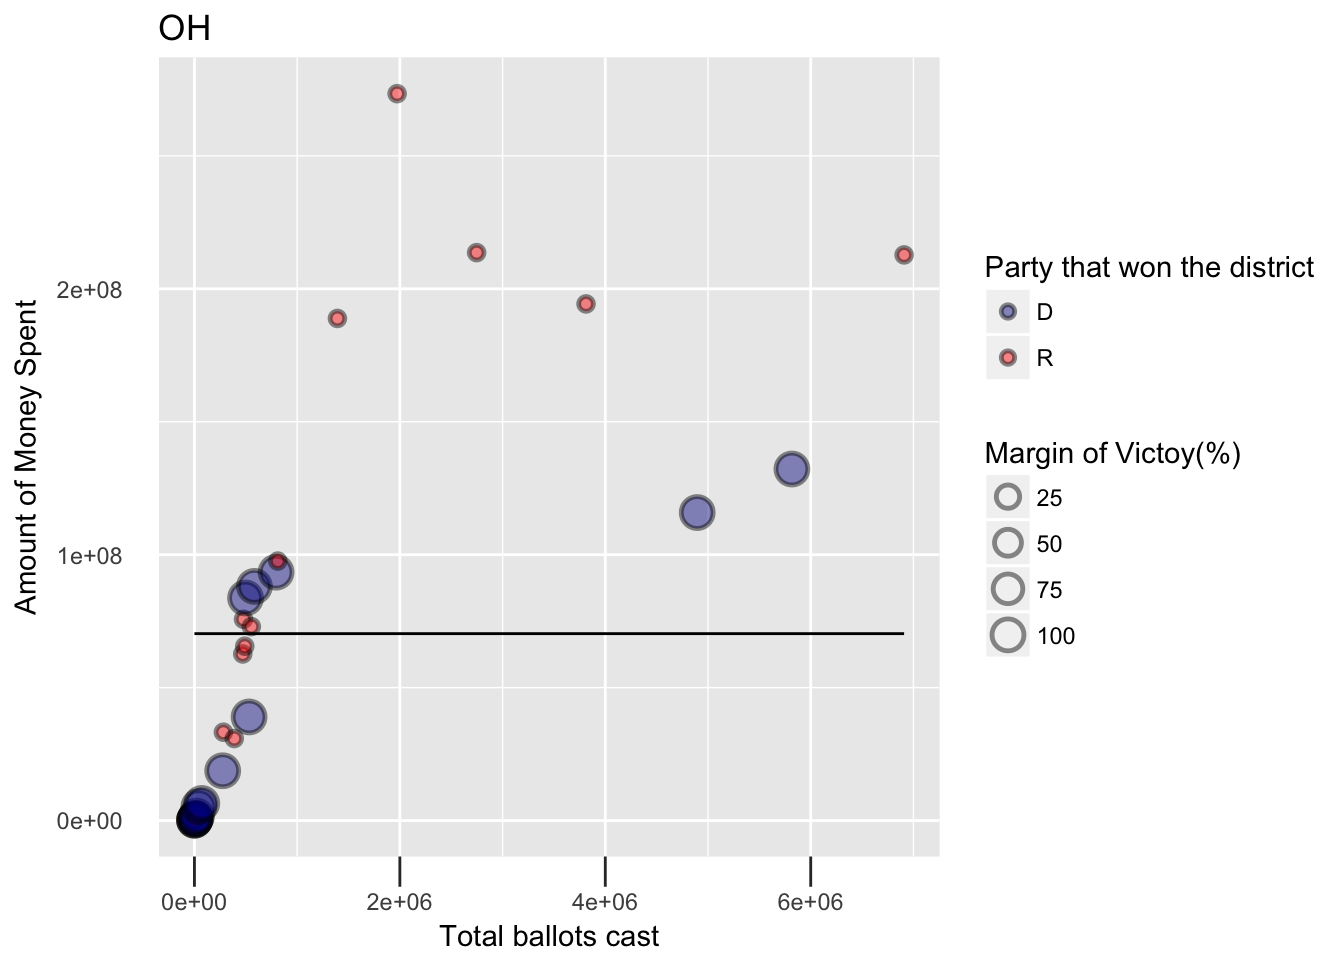 OH
Amount of Money Spent
2e+08
1e+08
0e+00
0e+00 2e+06 4e+06 6e+06
Total ballots cast
Party that won the district
D
R
Margin of Victoy(%)
25
50
75
100